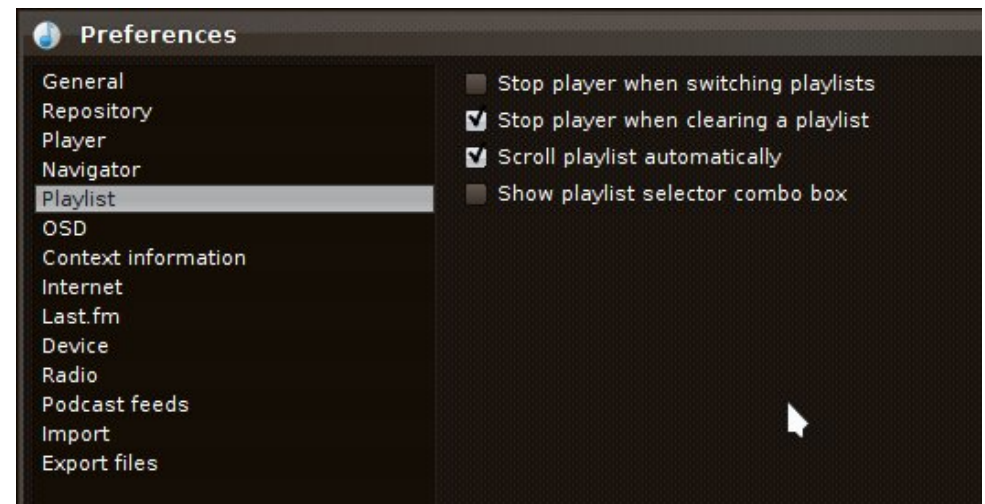 Preferences
General
Repository
Player
Navigator
Playlist
OSD
Context information
Internet
Last.fm
Device
Radio
Podcast feeds
Import
Export files
Stop player when switching playlists
Stop player when clearing a playlist
Scroll playlist automatically
Show playlist selector combo box